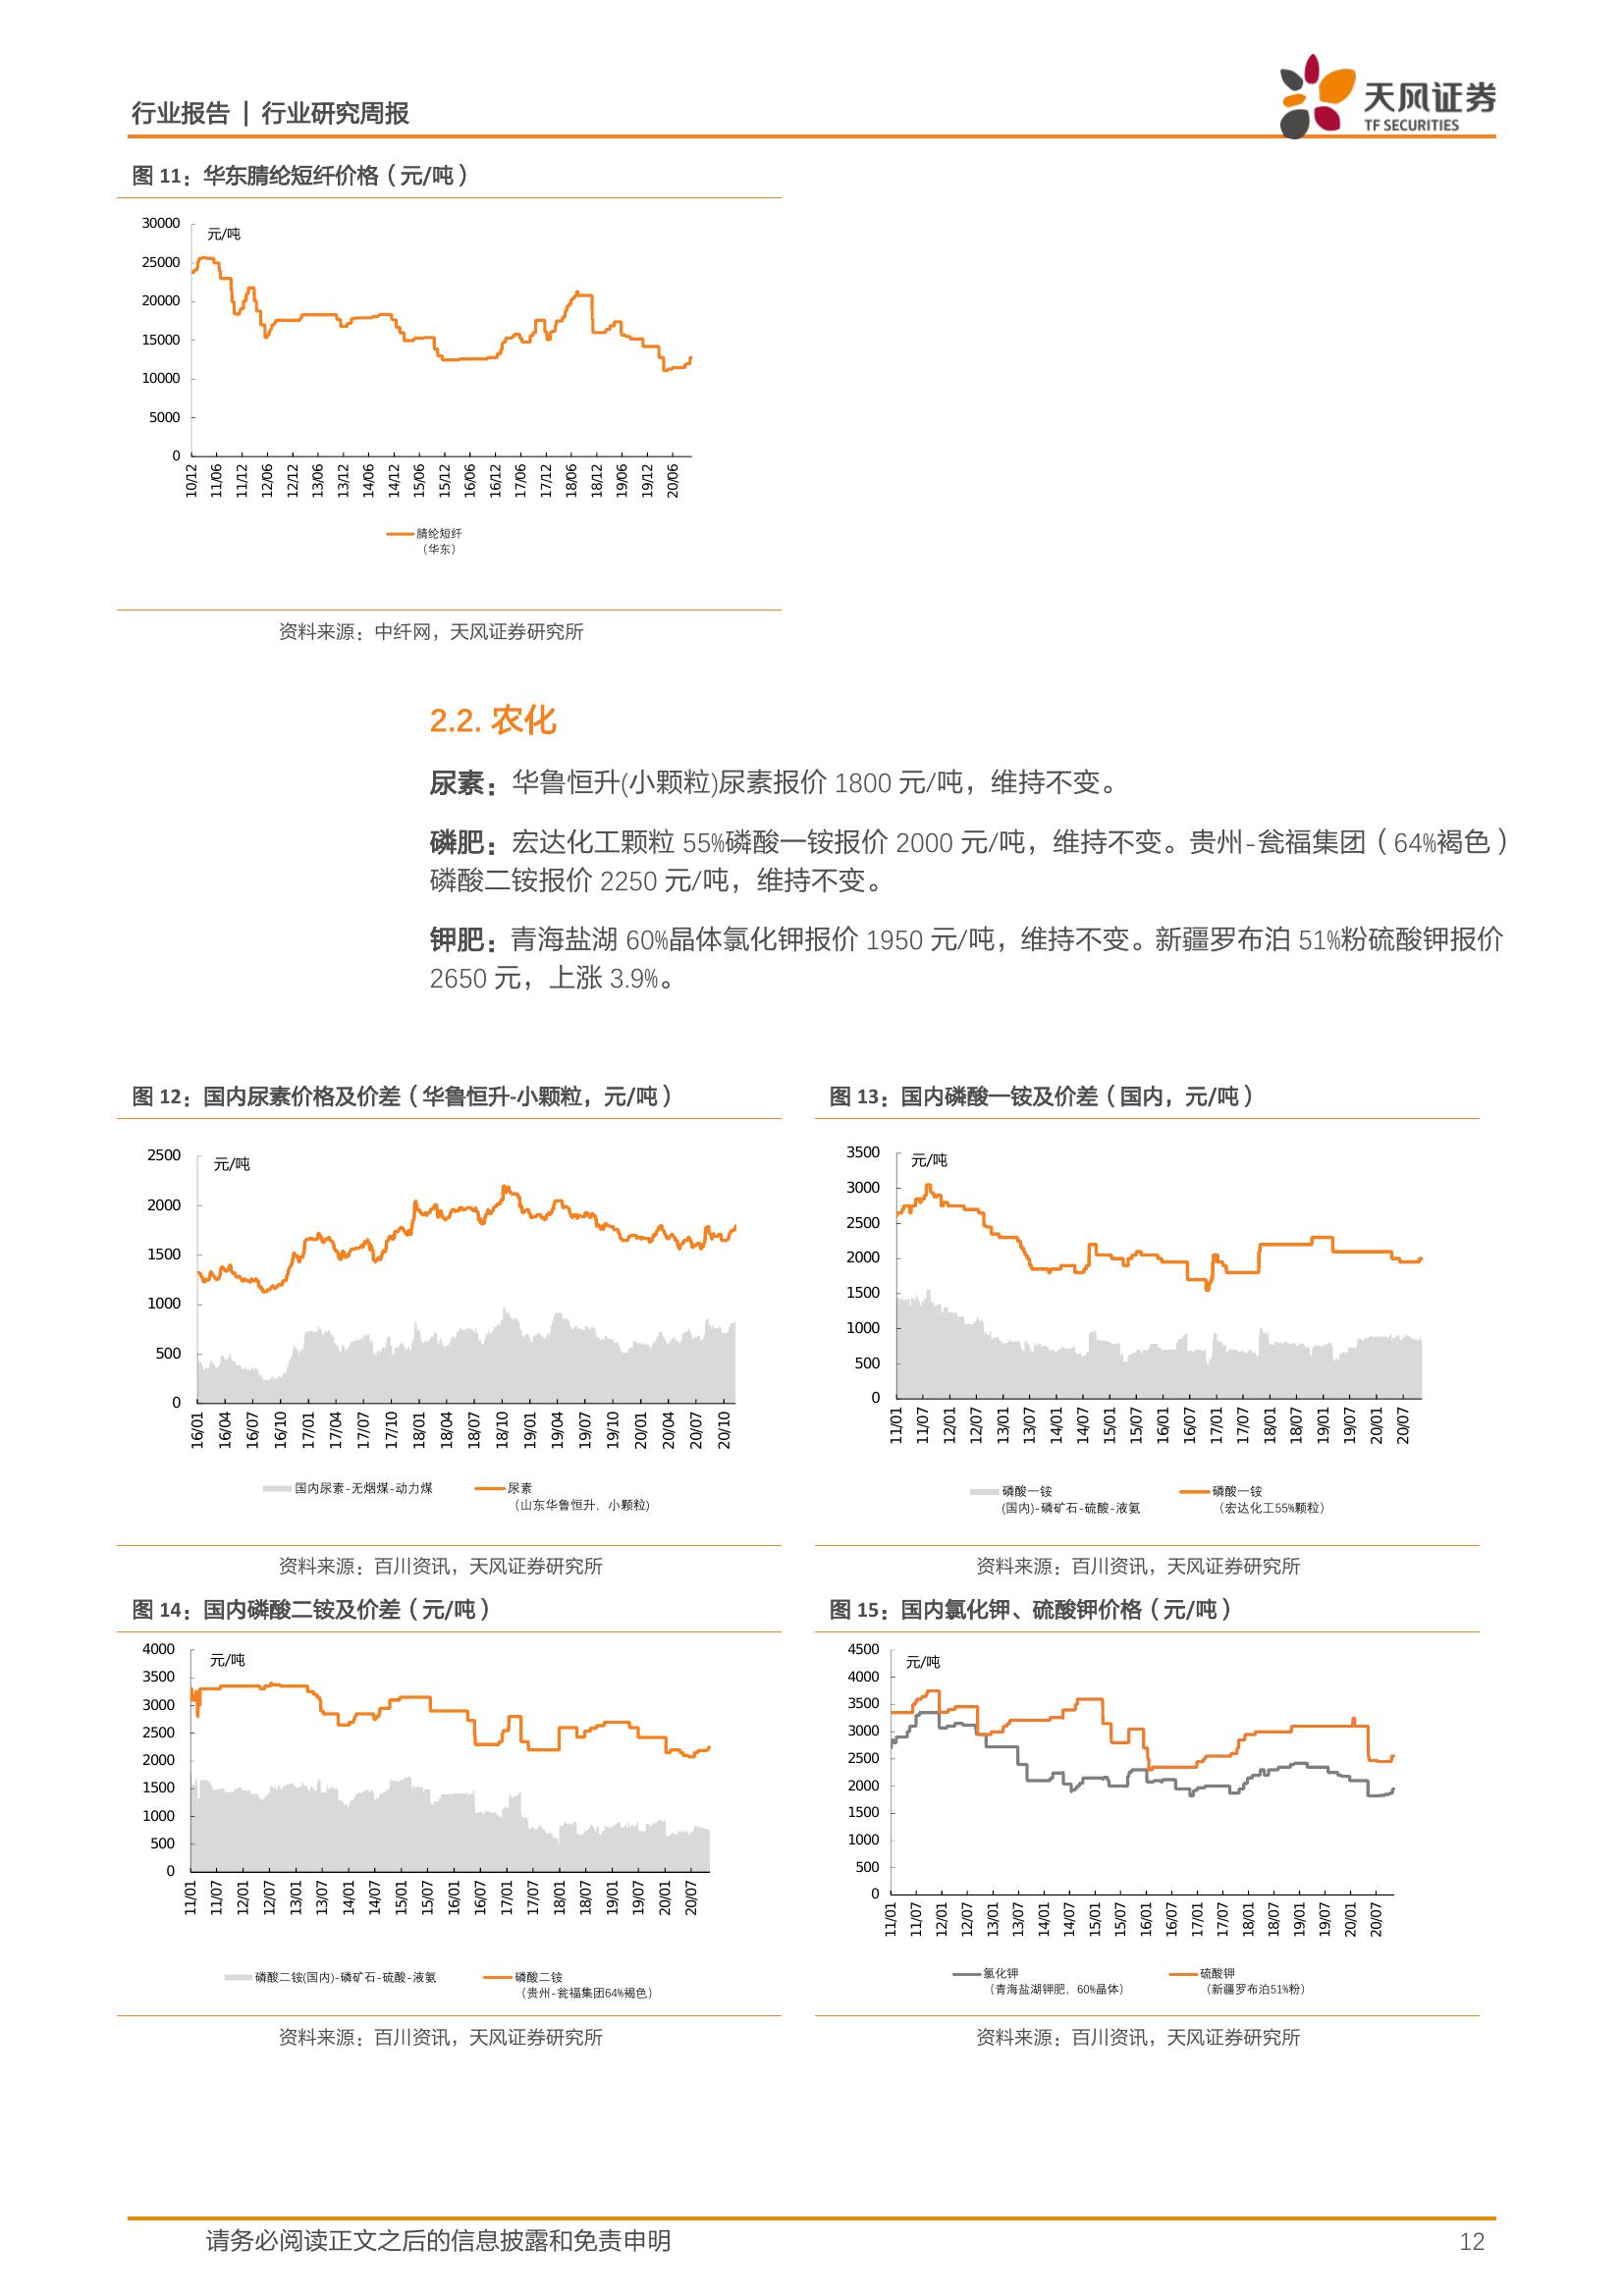 行业报告 | 行业研究周报
天风证券
TF SECURITIES
图 11：华东腈纶短纤价格（元/吨）
30000
25000
20000
15000
10000
5000
0
元/吨
10/12 11/06 11/12 12/06 12/12 13/06 13/12 14/06 14/12 15/06 15/12 16/06 16/12 17/06 17/12 18/06 18/12 19/06 19/12 20/06
腈纶短纤
（华东）
资料来源：中纤网，天风证券研究所
2.2. 农化
尿素：华鲁恒升(小颗粒)尿素报价 1800 元/吨，维持不变。
磷肥：宏达化工颗粒 55%磷酸一铵报价 2000 元/吨，维持不变。贵州-瓮福集团（64%褐色）
磷酸二铵报价 2250 元/吨，维持不变。
钾肥：青海盐湖 60%晶体氯化钾报价 1950 元/吨，维持不变。新疆罗布泊 51%粉硫酸钾报价
2650 元，上涨 3.9%。
图 12：国内尿素价格及价差（华鲁恒升-小颗粒，元/吨）
2500
2000
1500
1000
500
0
元/吨
16/01 16/04 16/07 16/10 17/01 17/04 17/07 17/10 18/01 18/04 18/07 18/10 19/01 19/04 19/07 19/10 20/01 20/04 20/07 20/10
国内尿素-无烟煤-动力煤
尿素
（山东华鲁恒升，小颗粒)
资料来源：百川资讯，天风证券研究所
图 13：国内磷酸一铵及价差（国内，元/吨）
3500
3000
2500
2000
1500
1000
500
0
元/吨
11/01 11/07 12/01 12/07 13/01 13/07 14/01 14/07 15/01 15/07 16/01 16/07 17/01 17/07 18/01 18/07 19/01 19/07 20/01 20/07
磷酸一铵
(国内)-磷矿石-硫酸-液氨
磷酸一铵
（宏达化工55%颗粒）
资料来源：百川资讯，天风证券研究所
图 14：国内磷酸二铵及价差（元/吨）
4000
3500
3000
2500
2000
1500
1000
500
0
元/吨
11/01 11/07 12/01 12/07 13/01 13/07 14/01 14/07 15/01 15/07 16/01 16/07 17/01 17/07 18/01 18/07 19/01 19/07 20/01 20/07
磷酸二铵(国内)-磷矿石-硫酸-液氨
磷酸二铵
（贵州-瓮福集团64%褐色）
资料来源：百川资讯，天风证券研究所
图 15：国内氯化钾、硫酸钾价格（元/吨）
4500
4000
3500
3000
2500
2000
1500
1000
500
0
元/吨
11/01 11/07 12/01 12/07 13/01 13/07 14/01 14/07 15/01 15/07 16/01 16/07 17/01 17/07 18/01 18/07 19/01 19/07 20/01 20/07
氯化钾
（青海盐湖钾肥，60%晶体）
硫酸钾
（新疆罗布泊51%粉）
资料来源：百川资讯，天风证券研究所
请务必阅读正文之后的信息披露和免责申明
12